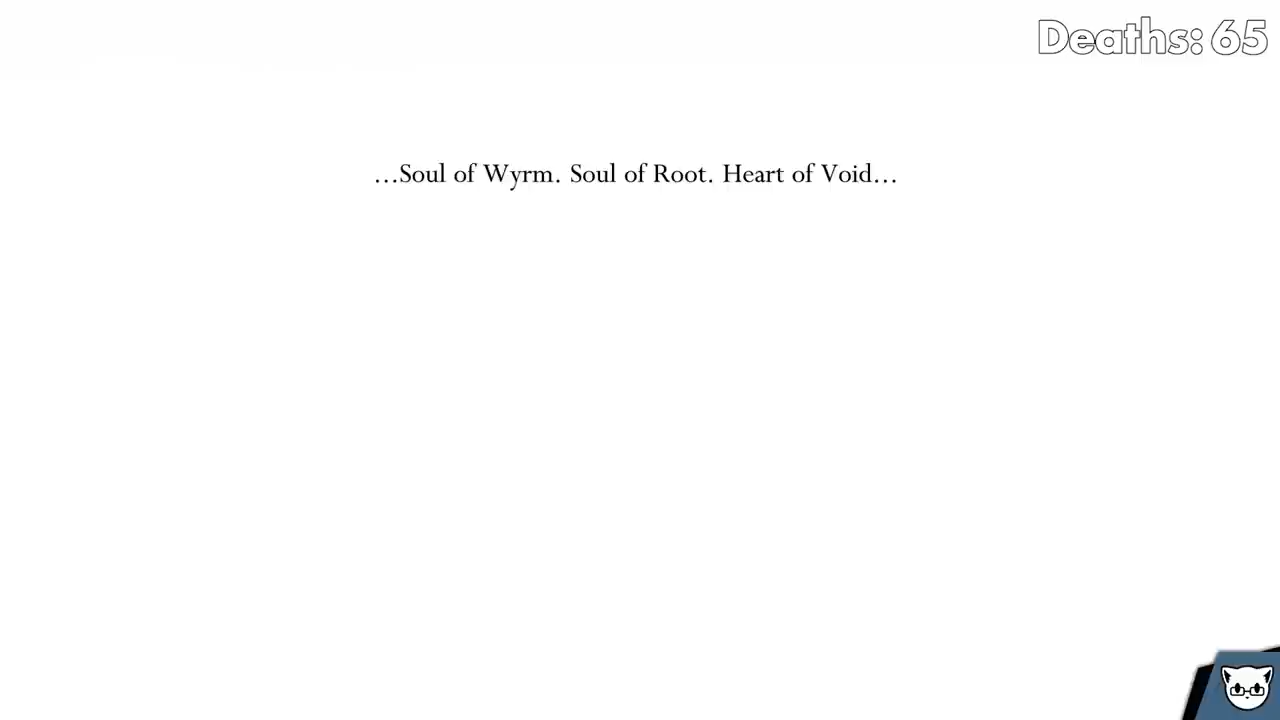 Deaths: 65
...Soul of Wyrm. Soul of Root. Heart of Void...